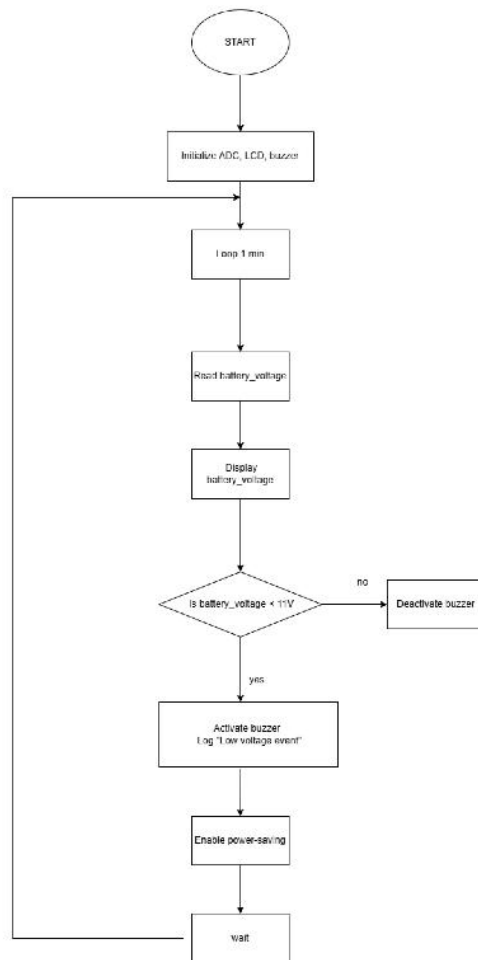 START
Initialize ADC, LCD, buzzer
Loop 1 min
Read battery_voltage
Display
battery_voltage
Is battery_voltage < 11V
no
Deactivate buzzer
yes
Activate buzzer
Log "Low voltage event"
Enable power-saving
wait